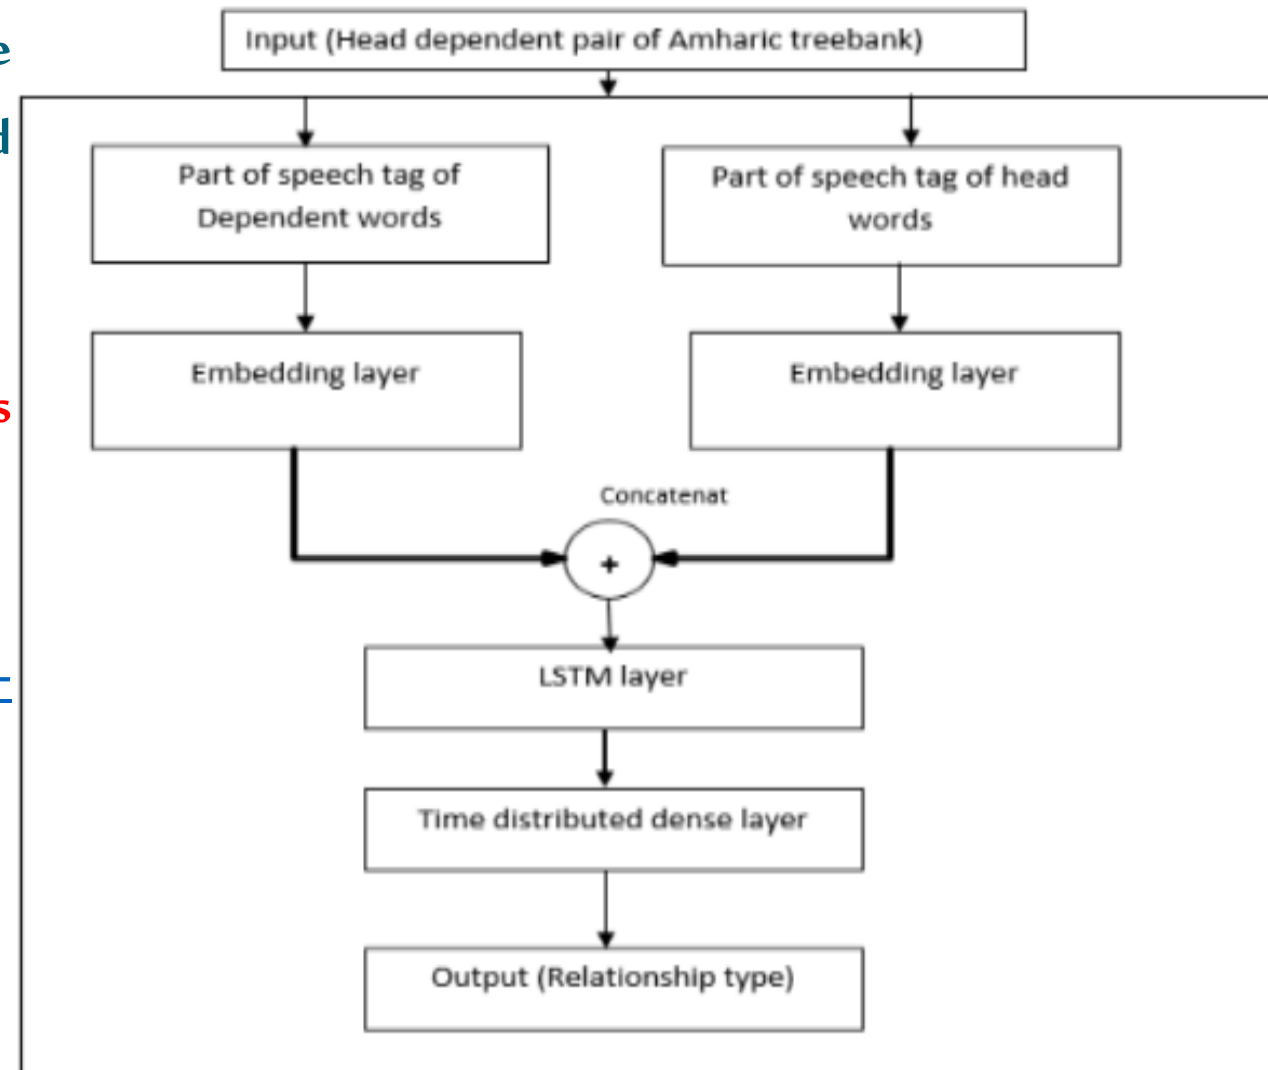 e
Input (Head dependent pair of Amharic treebank)
d
Part of speech tag of
Dependent words
Part of speech tag of head
words
Embedding layer
Embedding layer
s
Concatenat
+
LSTM layer
Time distributed dense layer
Output (Relationship type)